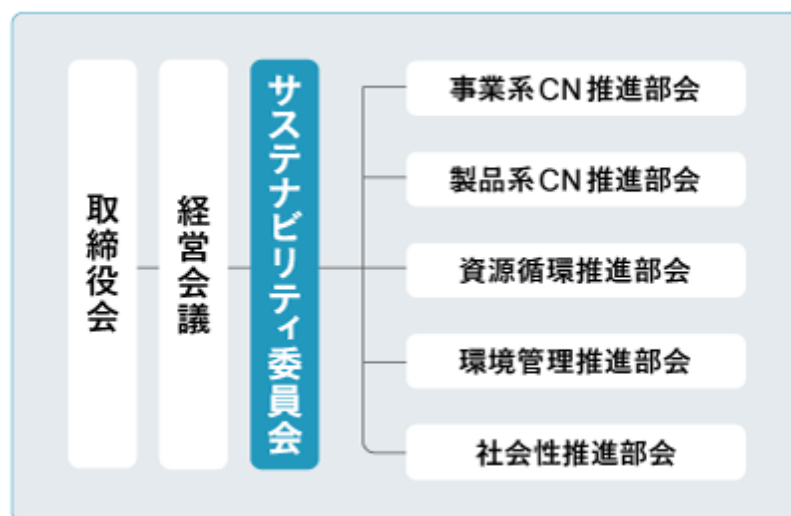 取締役会
経営会議
サステナビリティ委員会
事業系CN推進部会
製品系CN推進部会
資源循環推進部会
環境管理推進部会
社会性推進部会